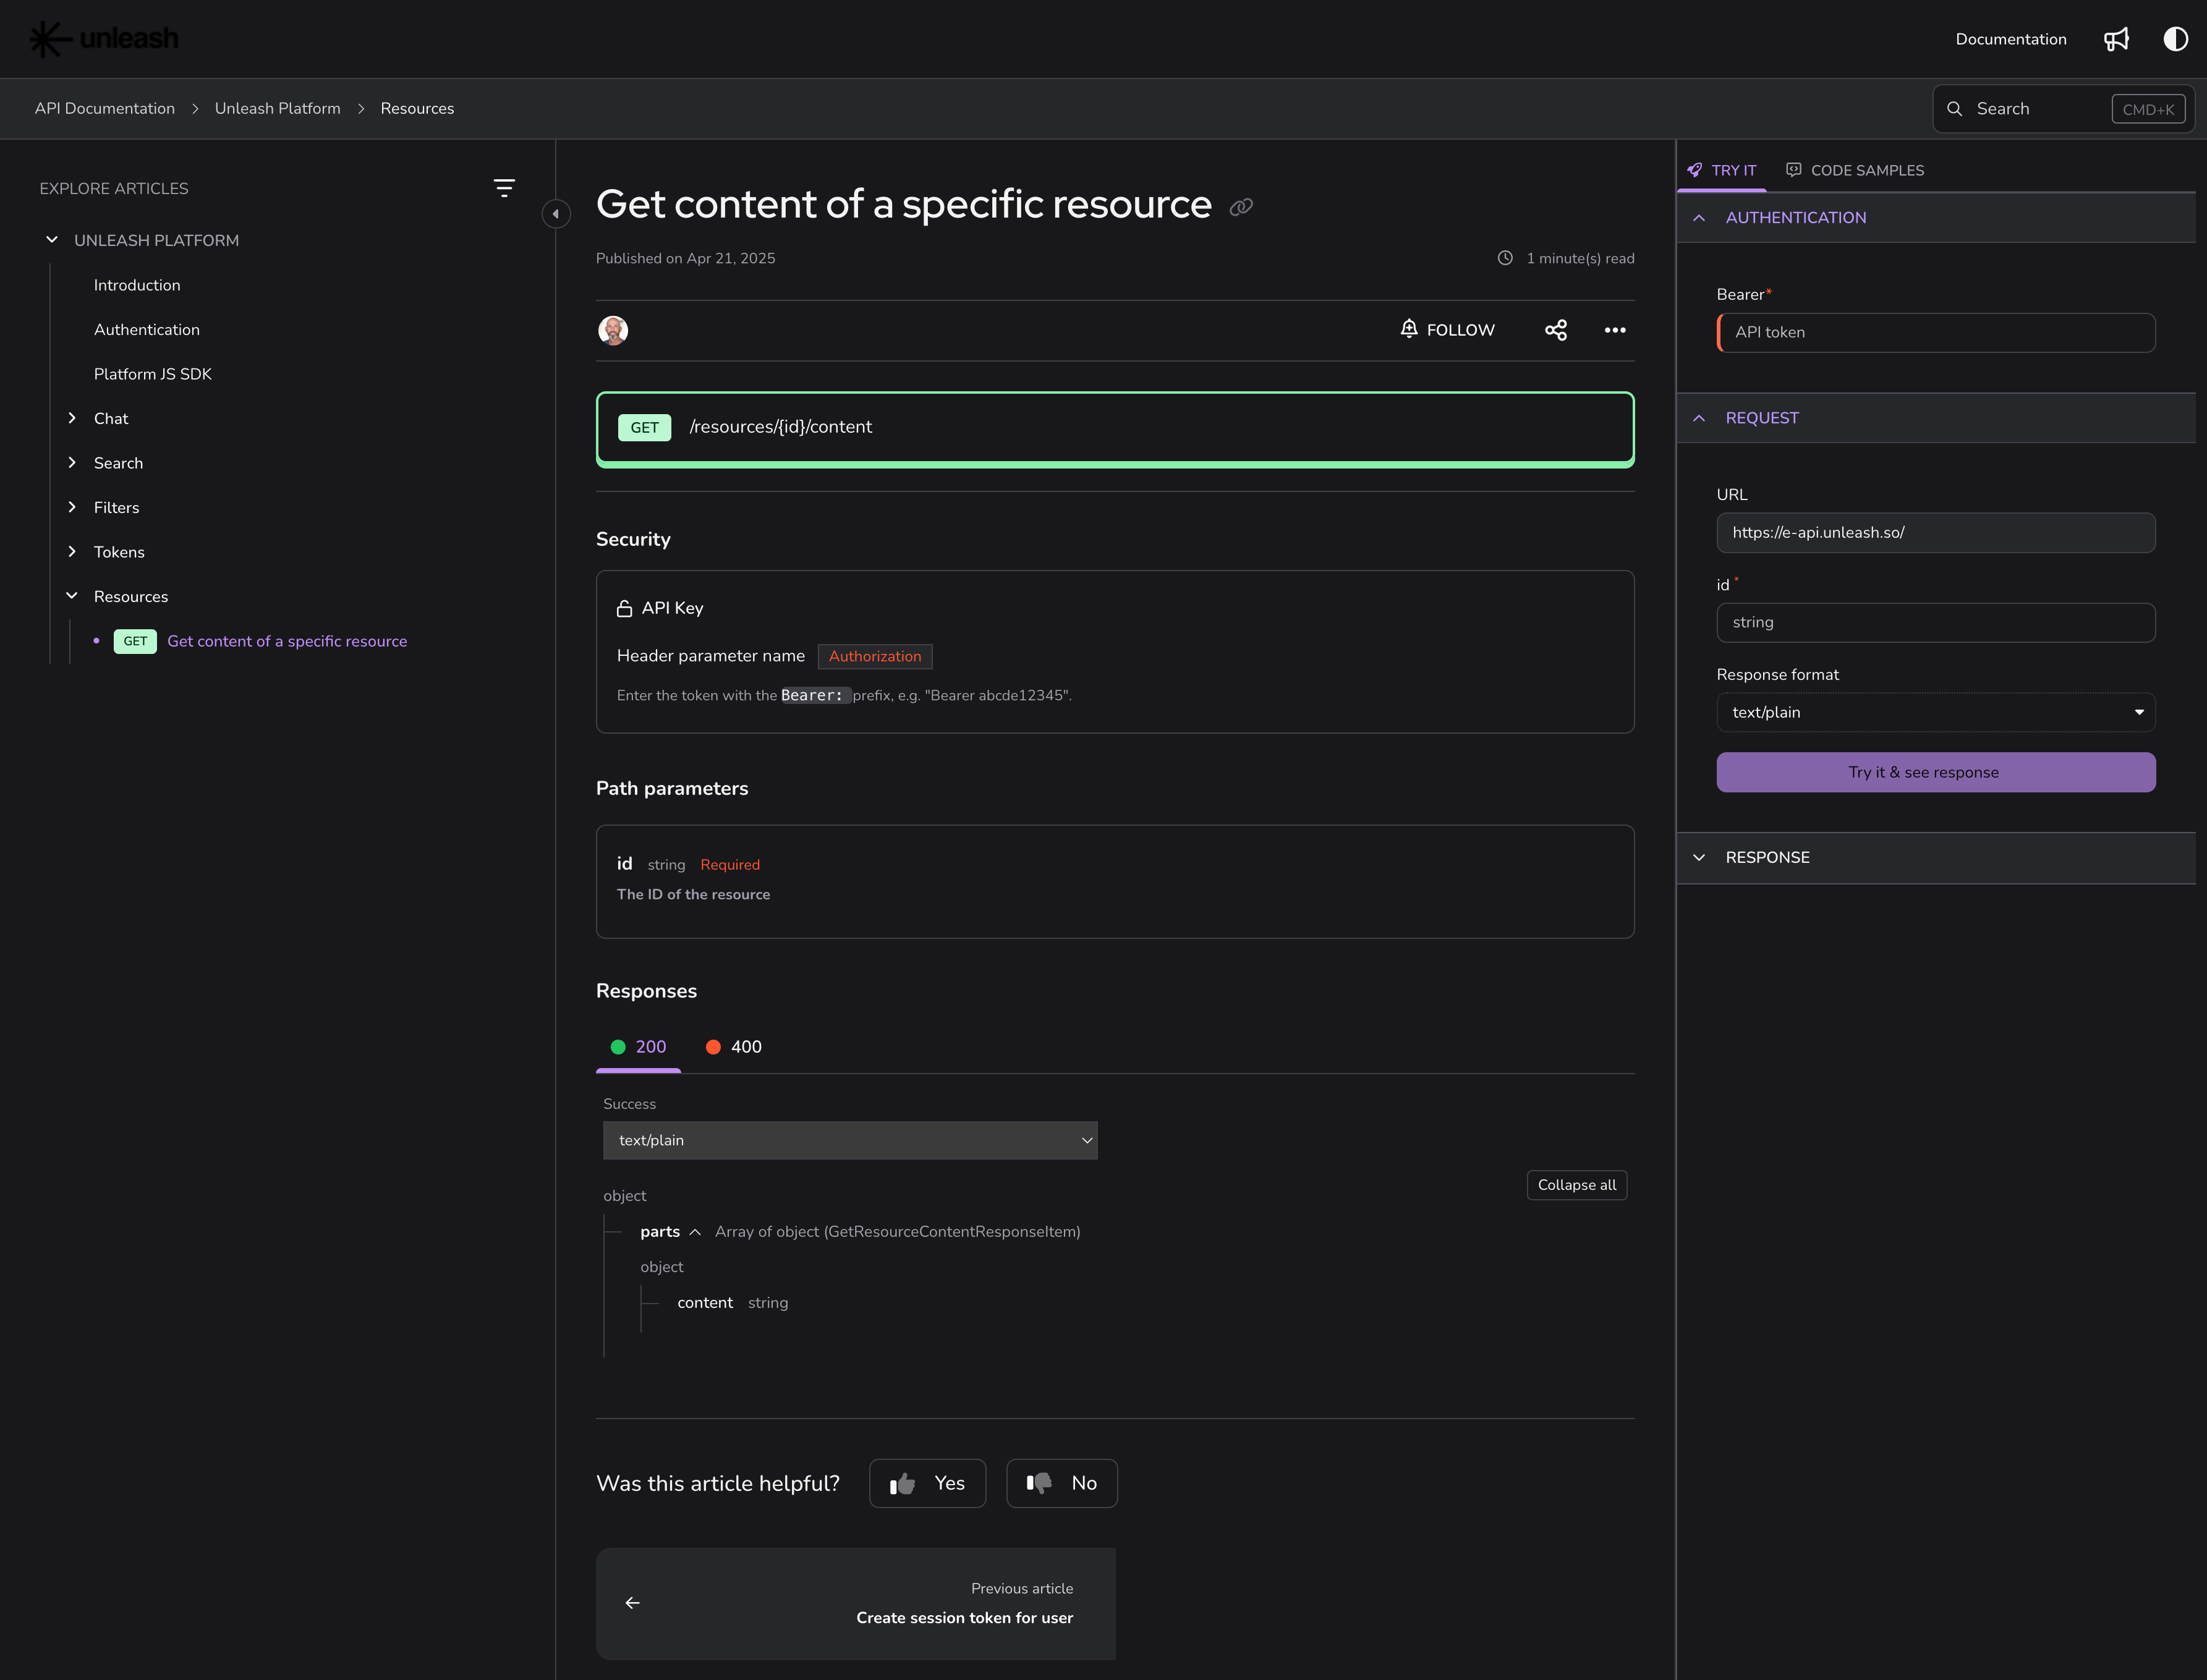 unleash
Documentation
API Documentation > Unleash Platform > Resources
Search CMD+K
EXPLORE ARTICLES
UNLEASH PLATFORM
Introduction
Authentication
Platform JS SDK
Chat
Search
Filters
Tokens
Resources
GET Get content of a specific resource
Get content of a specific resource
Published on Apr 21, 2025
1 minute(s) read
FOLLOW
GET /resources/{id}/content
Security
API Key
Header parameter name Authorization
Enter the token with the Bearer: prefix, e.g. "Bearer abcde12345".
Path parameters
id string Required
The ID of the resource
Responses
200 400
Success
text/plain
Collapse all
object
parts Array of object (GetResourceContentResponseItem)
object
content string
Was this article helpful? Yes No
Previous article
Create session token for user
TRY IT CODE SAMPLES
AUTHENTICATION
Bearer*
API token
REQUEST
URL
https://e-api.unleash.so/
id *
string
Response format
text/plain
Try it & see response
RESPONSE